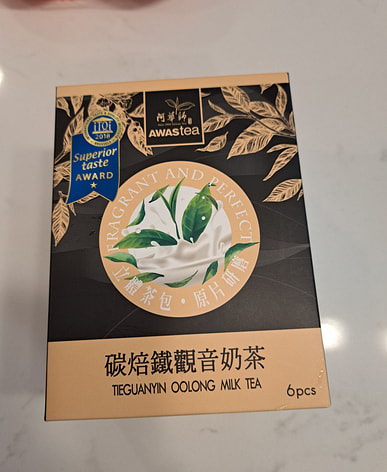 iTQi
2018
Superior
taste
AWARD
阿華師
AWAStea
FRAGRANT AND PERFECT
立體茶包·原片研磨
碳焙鐵觀音奶茶
TIEGUANYIN OOLONG MILK TEA
6pcs